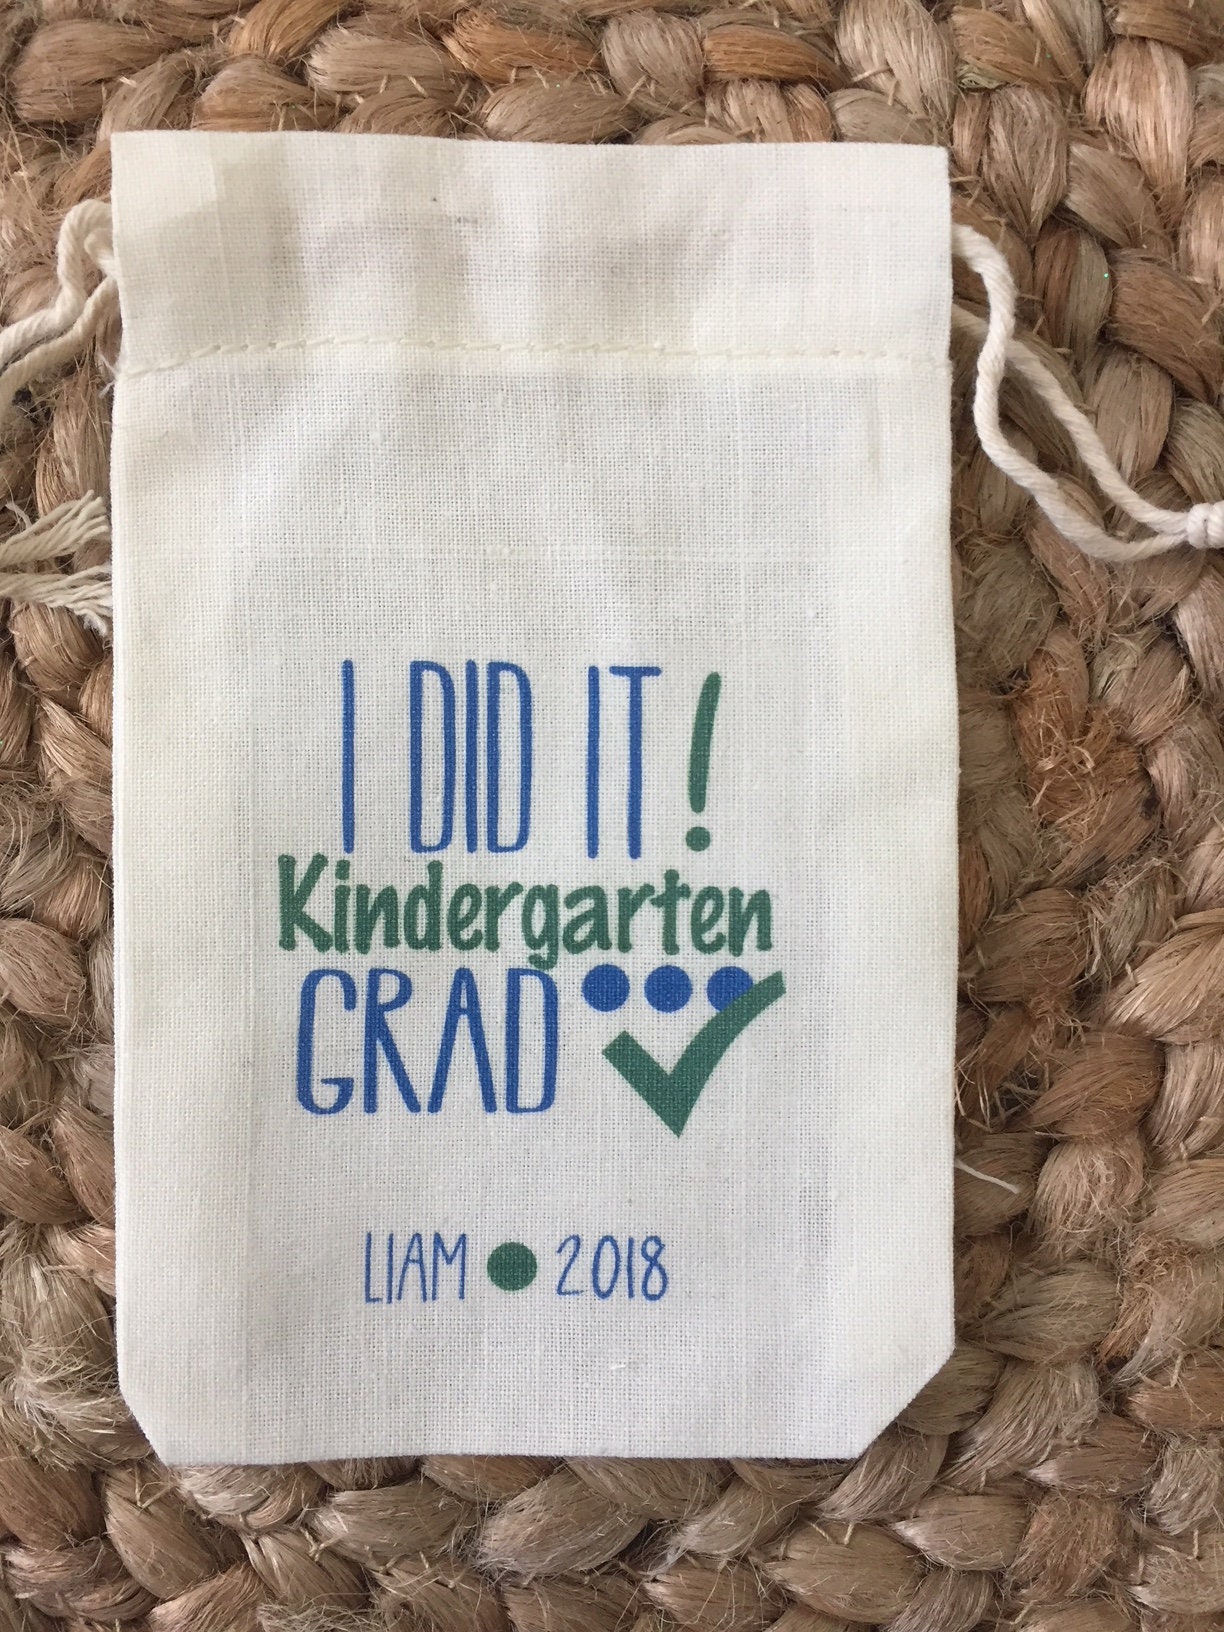 I DID IT!
Kindergarten
GRAD
LIAM • 2018